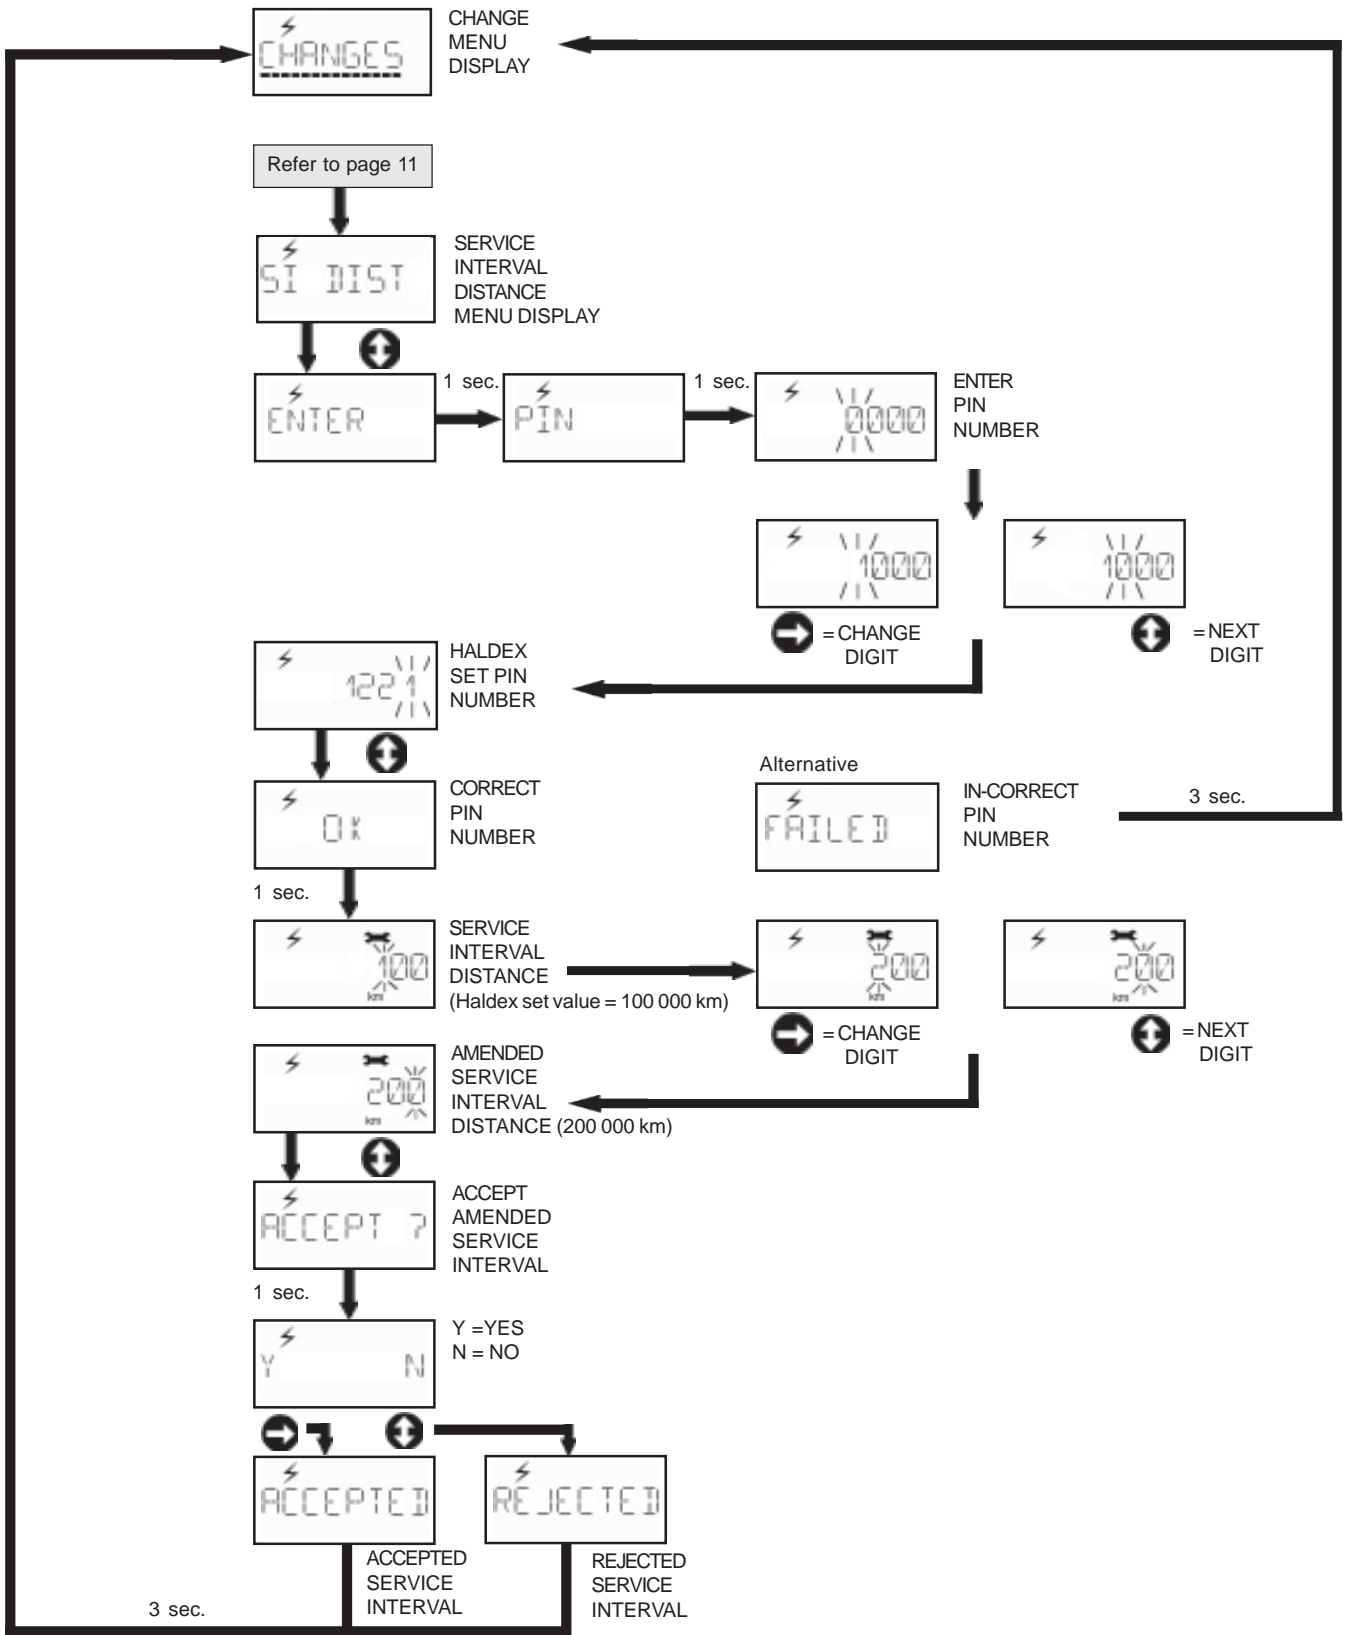 CHANGES
CHANGE
MENU
DISPLAY
Refer to page 11
SI DIST
SERVICE
INTERVAL
DISTANCE
MENU DISPLAY
ENTER
1 sec.
PIN
1 sec.
0000
ENTER
PIN
NUMBER
1000
= CHANGE
DIGIT
1000
= NEXT
DIGIT
1221
HALDEX
SET PIN
NUMBER
OK
CORRECT
PIN
NUMBER
Alternative
FAILED
IN-CORRECT
PIN
NUMBER
3 sec.
1 sec.
100
km
SERVICE
INTERVAL
DISTANCE
(Haldex set value = 100 000 km)
200
km
= CHANGE
DIGIT
200
km
= NEXT
DIGIT
200
km
AMENDED
SERVICE
INTERVAL
DISTANCE (200 000 km)
ACCEPT ?
ACCEPT
AMENDED
SERVICE
INTERVAL
1 sec.
Y N
Y =YES
N = NO
ACCEPTED
REJECTED
ACCEPTED
SERVICE
INTERVAL
REJECTED
SERVICE
INTERVAL
3 sec.